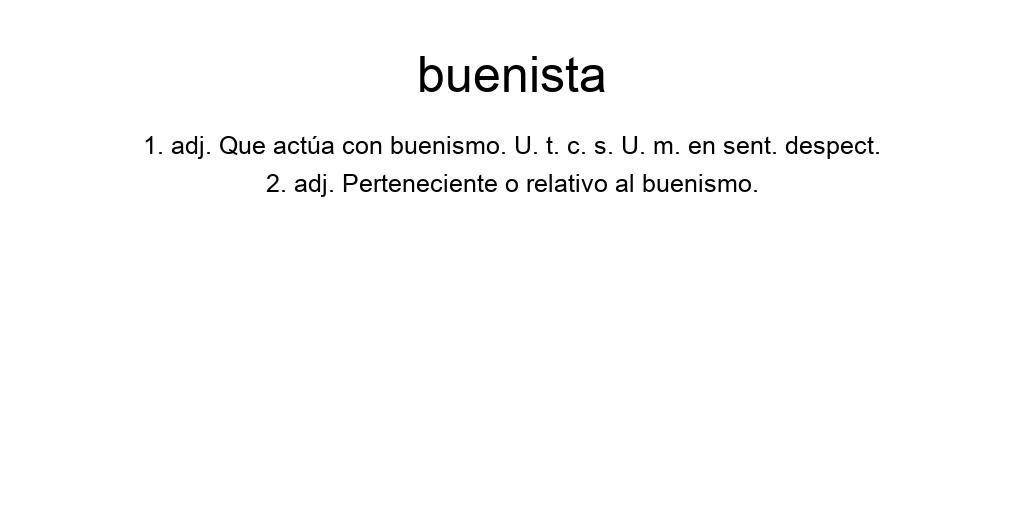 buenista
1. adj. Que actúa con buenismo. U. t. c. s. U. m. en sent. despect.
2. adj. Perteneciente o relativo al buenismo.